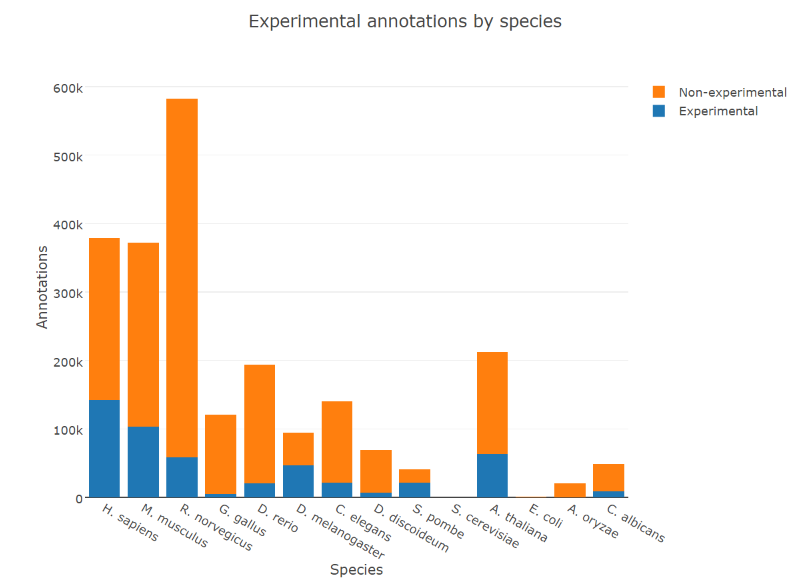 Experimental annotations by species
Non-experimental
Experimental
600k
500k
400k
300k
200k
100k
0
Annotations
H. sapiens
M. musculus
R. norvegicus
G. gallus
D. rerio
D. melanogaster
C. elegans
D. discoideum
S. pombe
S. cerevisiae
A. thaliana
E. coli
A. oryzae
C. albicans
Species